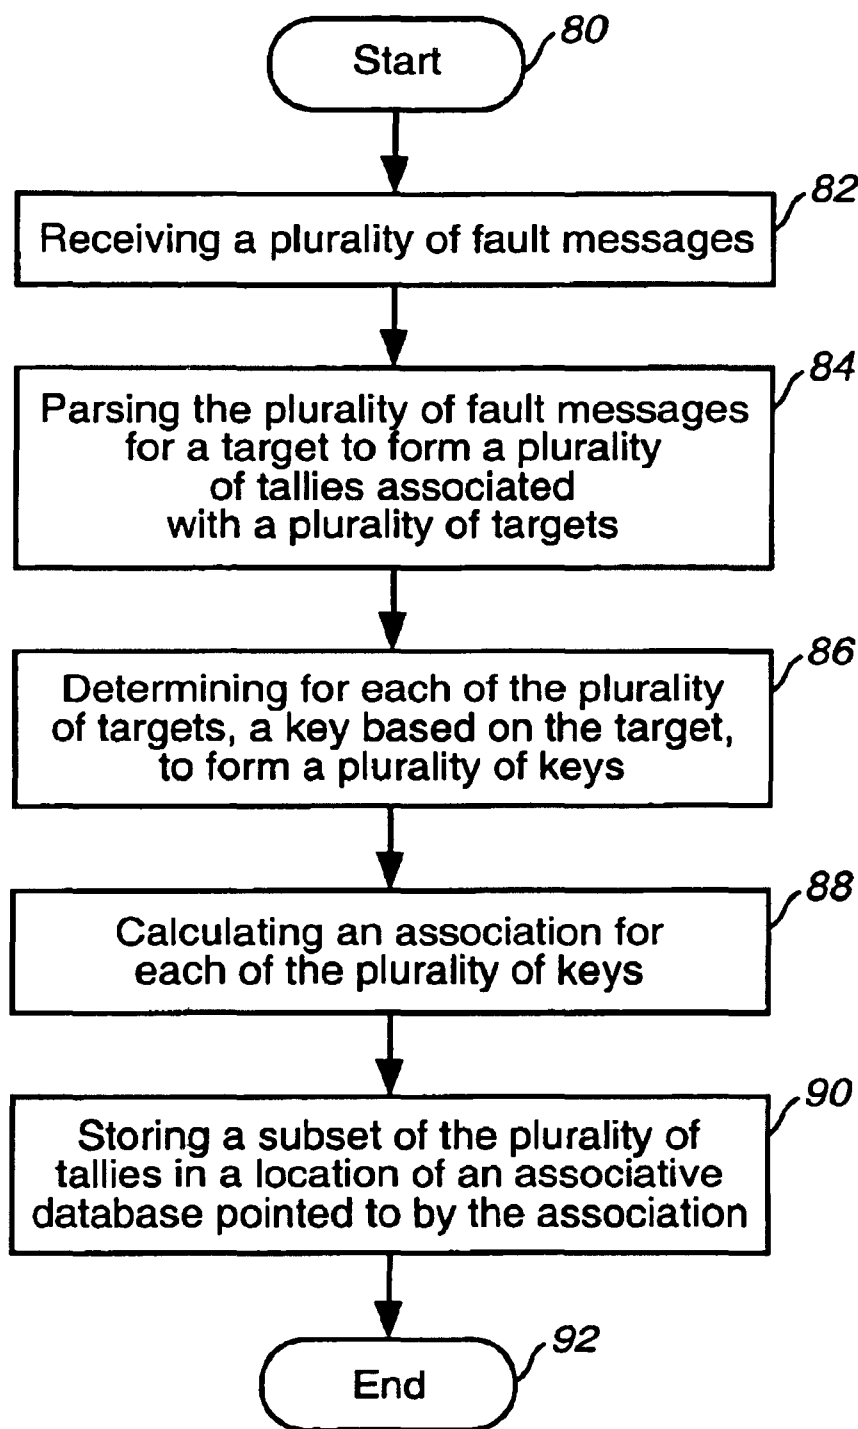 Start
80
82
Receiving a plurality of fault messages
84
Parsing the plurality of fault messages
for a target to form a plurality
of tallies associated
with a plurality of targets
86
Determining for each of the plurality
of targets, a key based on the target,
to form a plurality of keys
88
Calculating an association for
each of the plurality of keys
90
Storing a subset of the plurality of
tallies in a location of an associative
database pointed to by the association
92
End